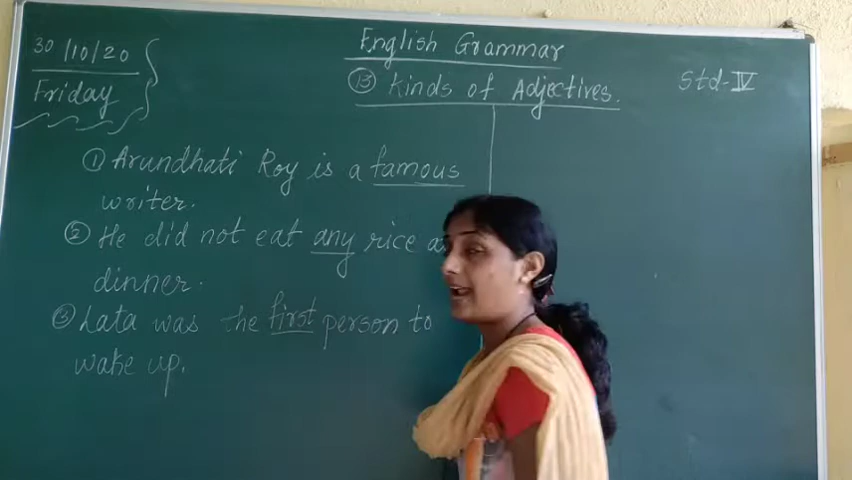 30/10/20
Friday
English Grammar
13 Kinds of Adjectives.
Std-IV
1 Arundhati Roy is a famous
writer.
2 He did not eat any rice
dinner.
3 Lata was the first person to
wake up.